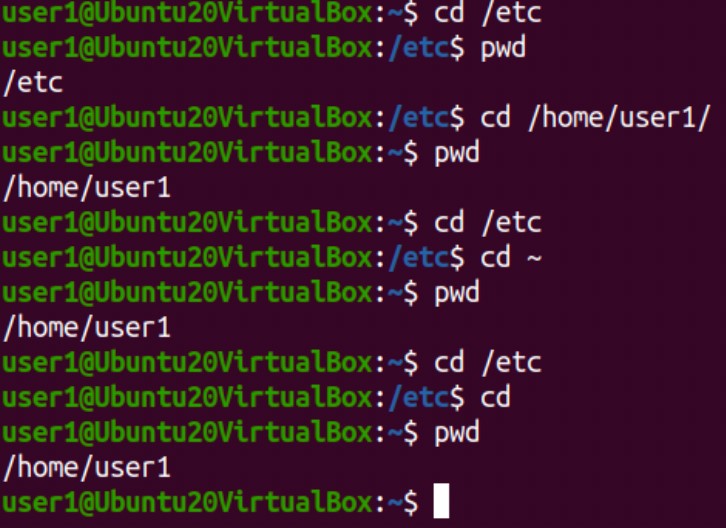 user1@Ubuntu20VirtualBox:~$ cd /etc
user1@Ubuntu20VirtualBox:/etc$ pwd
/etc
user1@Ubuntu20VirtualBox:/etc$ cd /home/user1/
user1@Ubuntu20VirtualBox:~$ pwd
/home/user1
user1@Ubuntu20VirtualBox:~$ cd /etc
user1@Ubuntu20VirtualBox:/etc$ cd ~
user1@Ubuntu20VirtualBox:~$ pwd
/home/user1
user1@Ubuntu20VirtualBox:~$ cd /etc
user1@Ubuntu20VirtualBox:/etc$ cd
user1@Ubuntu20VirtualBox:~$ pwd
/home/user1
user1@Ubuntu20VirtualBox:~$